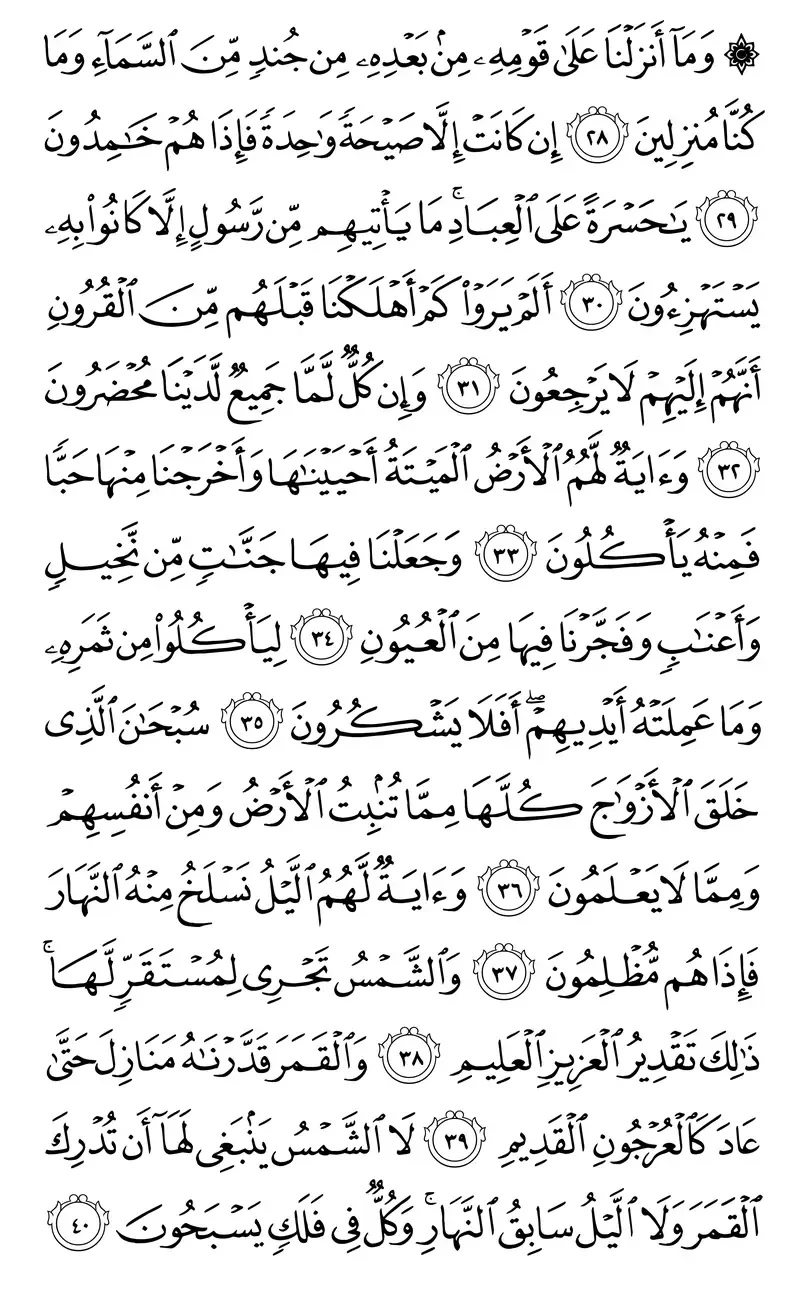 ۞ وَمَآ أَنزَلۡنَا عَلَىٰ قَوۡمِهِۦ مِنۢ بَعۡدِهِۦ مِن جُندٖ مِّنَ ٱلسَّمَآءِ وَمَا
كُنَّا مُنزِلِينَ ٢٨ إِن كَانَتۡ إِلَّا صَيۡحَةٗ وَٰحِدَةٗ فَإِذَا هُمۡ خَٰمِدُونَ
٢٩ يَٰحَسۡرَةً عَلَى ٱلۡعِبَادِۚ مَا يَأۡتِيهِم مِّن رَّسُولٍ إِلَّا كَانُواْ بِهِۦ
يَسۡتَهۡزِءُونَ ٣٠ أَلَمۡ يَرَوۡاْ كَمۡ أَهۡلَكۡنَا قَبۡلَهُم مِّنَ ٱلۡقُرُونِ
أَنَّهُمۡ إِلَيۡهِمۡ لَا يَرۡجِعُونَ ٣١ وَإِن كُلّٞ لَّمَّا جَمِيعٞ لَّدَيۡنَا مُحۡضَرُونَ
٣٢ وَءَايَةٞ لَّهُمُ ٱلۡأَرۡضُ ٱلۡمَيۡتَةُ أَحۡيَيۡنَٰهَا وَأَخۡرَجۡنَا مِنۡهَا حَبّٗا
فَمِنۡهُ يَأۡكُلُونَ ٣٣ وَجَعَلۡنَا فِيهَا جَنَّٰتٖ مِّن نَّخِيلٖ
وَأَعۡنَٰبٖ وَفَجَّرۡنَا فِيهَا مِنَ ٱلۡعُيُونِ ٣٤ لِيَأۡكُلُواْ مِن ثَمَرِهِۦ
وَمَا عَمِلَتۡهُ أَيۡدِيهِمۡۚ أَفَلَا يَشۡكُرُونَ ٣٥ سُبۡحَٰنَ ٱلَّذِي
خَلَقَ ٱلۡأَزۡوَٰجَ كُلَّهَا مِمَّا تُنۢبِتُ ٱلۡأَرۡضُ وَمِنۡ أَنفُسِهِمۡ
وَمِمَّا لَا يَعۡلَمُونَ ٣٦ وَءَايَةٞ لَّهُمُ ٱلَّيۡلُ نَسۡلَخُ مِنۡهُ ٱلنَّهَارَ
فَإِذَا هُم مُّظۡلِمُونَ ٣٧ وَٱلشَّمۡسُ تَجۡرِي لِمُسۡتَقَرّٖ لَّهَاۚ
ذَٰلِكَ تَقۡدِيرُ ٱلۡعَزِيزِ ٱلۡعَلِيمِ ٣٨ وَٱلۡقَمَرَ قَدَّرۡنَٰهُ مَنَازِلَ حَتَّىٰ
عَادَ كَٱلۡعُرۡجُونِ ٱلۡقَدِيمِ ٣٩ لَا ٱلشَّمۡسُ يَنۢبَغِي لَهَآ أَن تُدۡرِكَ
ٱلۡقَمَرَ وَلَا ٱلَّيۡلُ سَابِقُ ٱلنَّهَارِۚ وَكُلّٞ فِي فَلَكٖ يَسۡبَحُونَ ٤٠